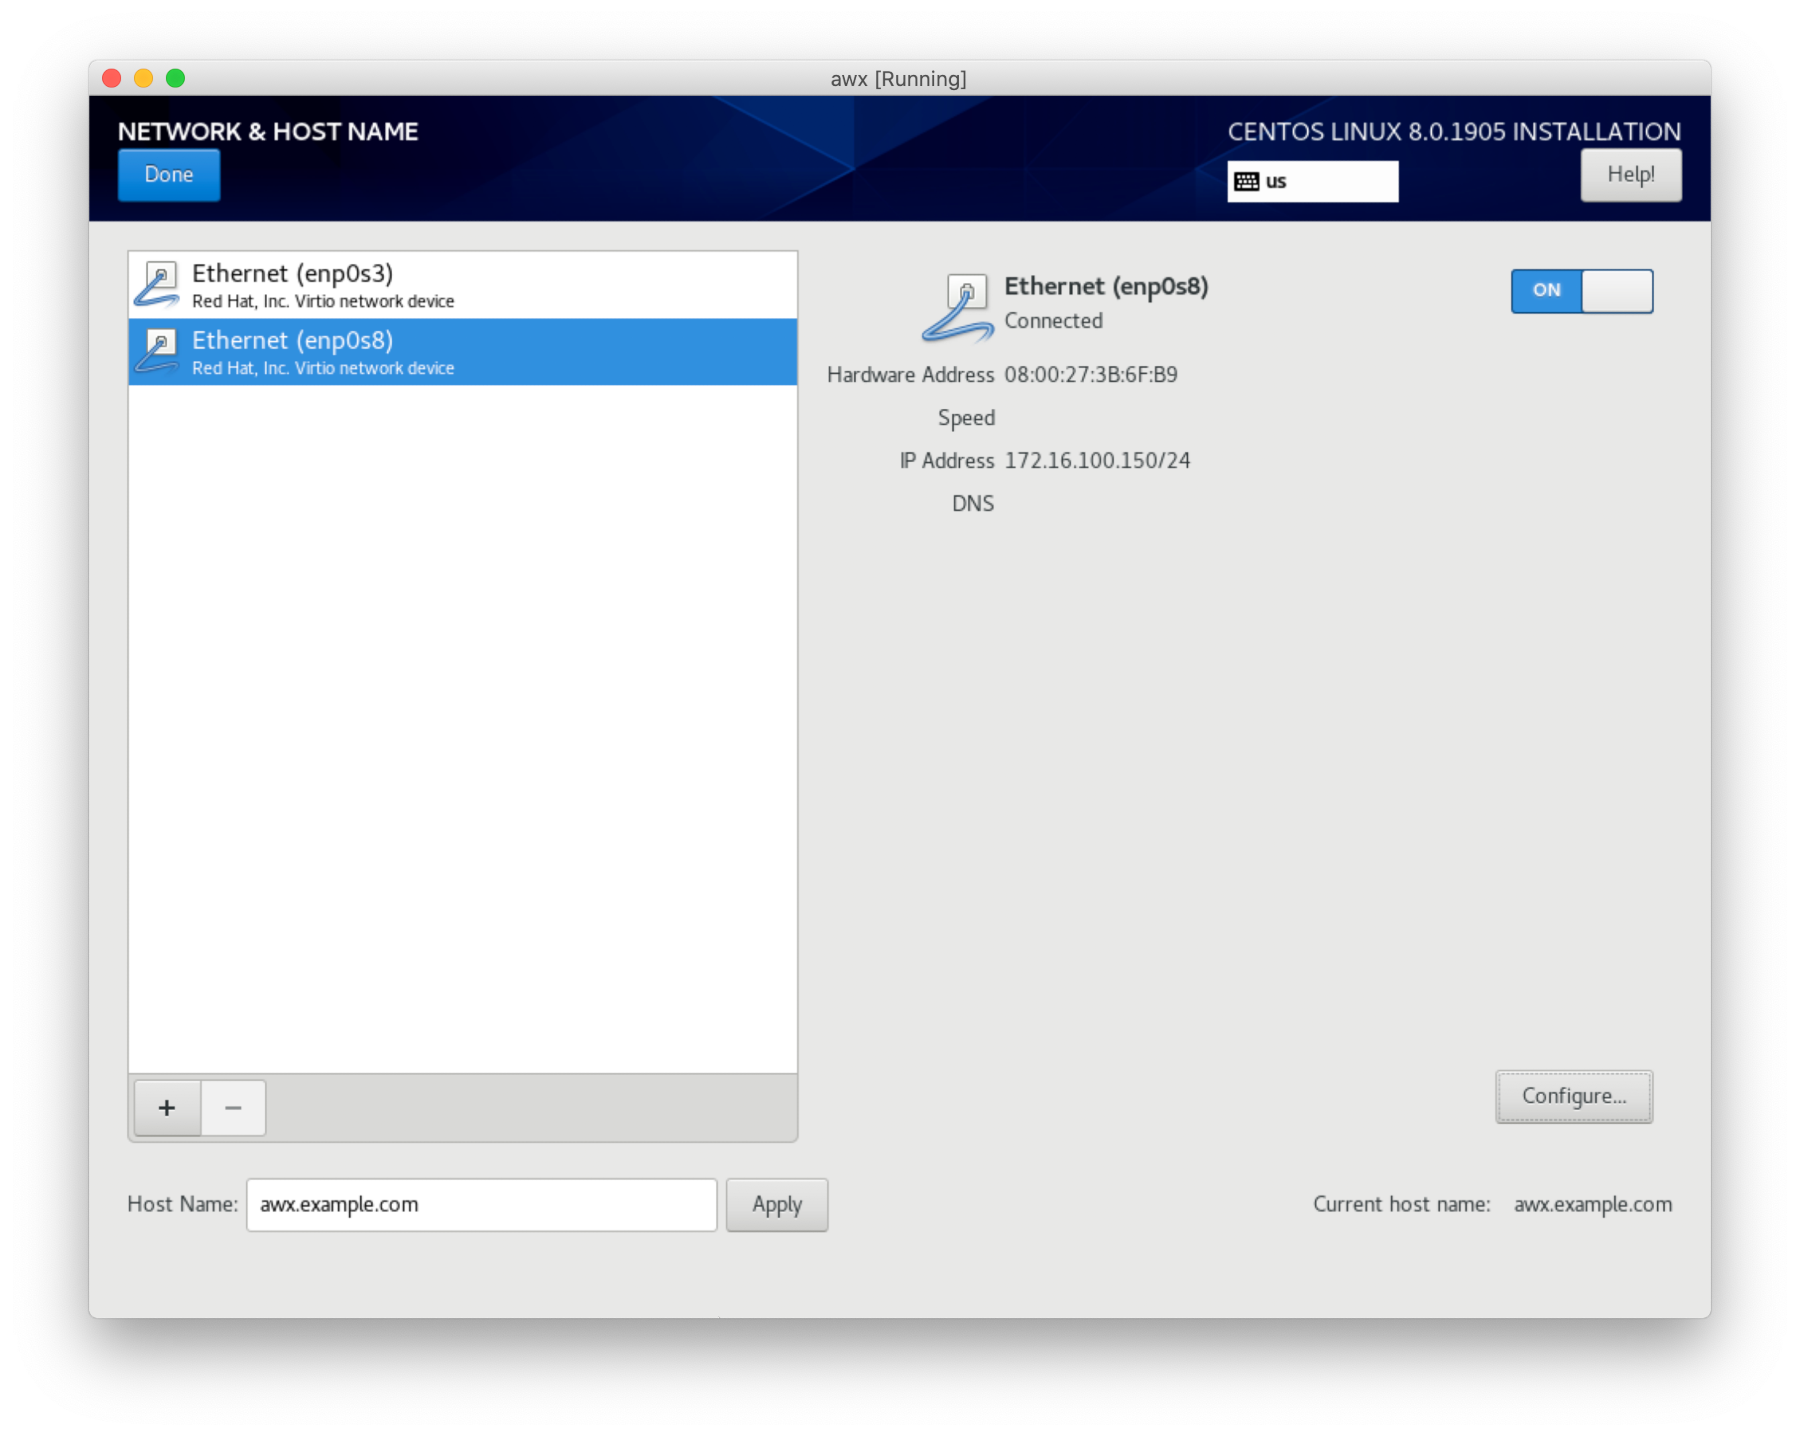 awx [Running]
NETWORK & HOST NAME
CENTOS LINUX 8.0.1905 INSTALLATION
Done
us
Help!
Ethernet (enp0s3)
Red Hat, Inc. Virtio network device
Ethernet (enp0s8)
Red Hat, Inc. Virtio network device
Ethernet (enp0s8)
Connected
ON
Hardware Address 08:00:27:3B:6F:B9
Speed
IP Address 172.16.100.150/24
DNS
+ −
Configure...
Host Name: awx.example.com Apply
Current host name: awx.example.com